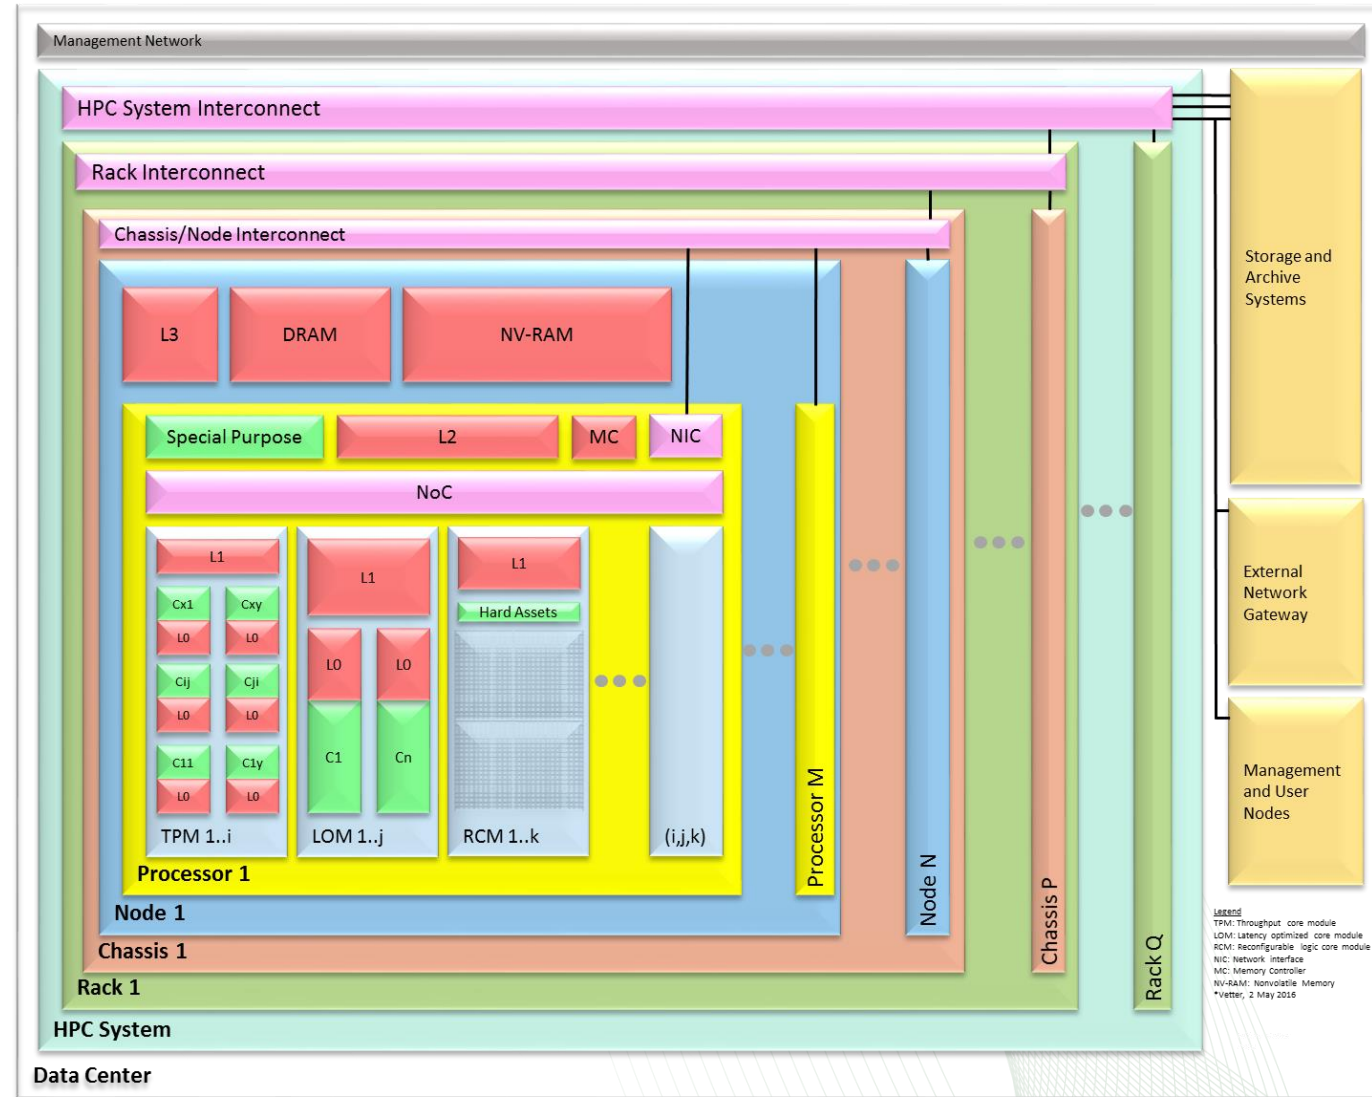 Management Network
HPC System Interconnect
Rack Interconnect
Chassis/Node Interconnect
L3
DRAM
NV-RAM
Special Purpose
L2
MC
NIC
NoC
L1
Cx1
Cxy
L0
L0
Cij
Cji
L0
L0
C11
C1y
L0
L0
TPM 1..i
L1
L0
L0
C1
Cn
LOM 1..j
L1
Hard Assets
RCM 1..k
(i,j,k)
Processor 1
Processor M
Node 1
Node N
Chassis 1
Chassis P
Rack 1
Rack Q
HPC System
Data Center
Storage and
Archive
Systems
External
Network
Gateway
Management
and User
Nodes
Legend
TPM: Throughput core module
LOM: Latency optimized core module
RCM: Reconfigurable logic core module
NIC: Network interface
MC: Memory Controller
NV-RAM: Nonvolatile Memory
*Vetter, 2 May 2016